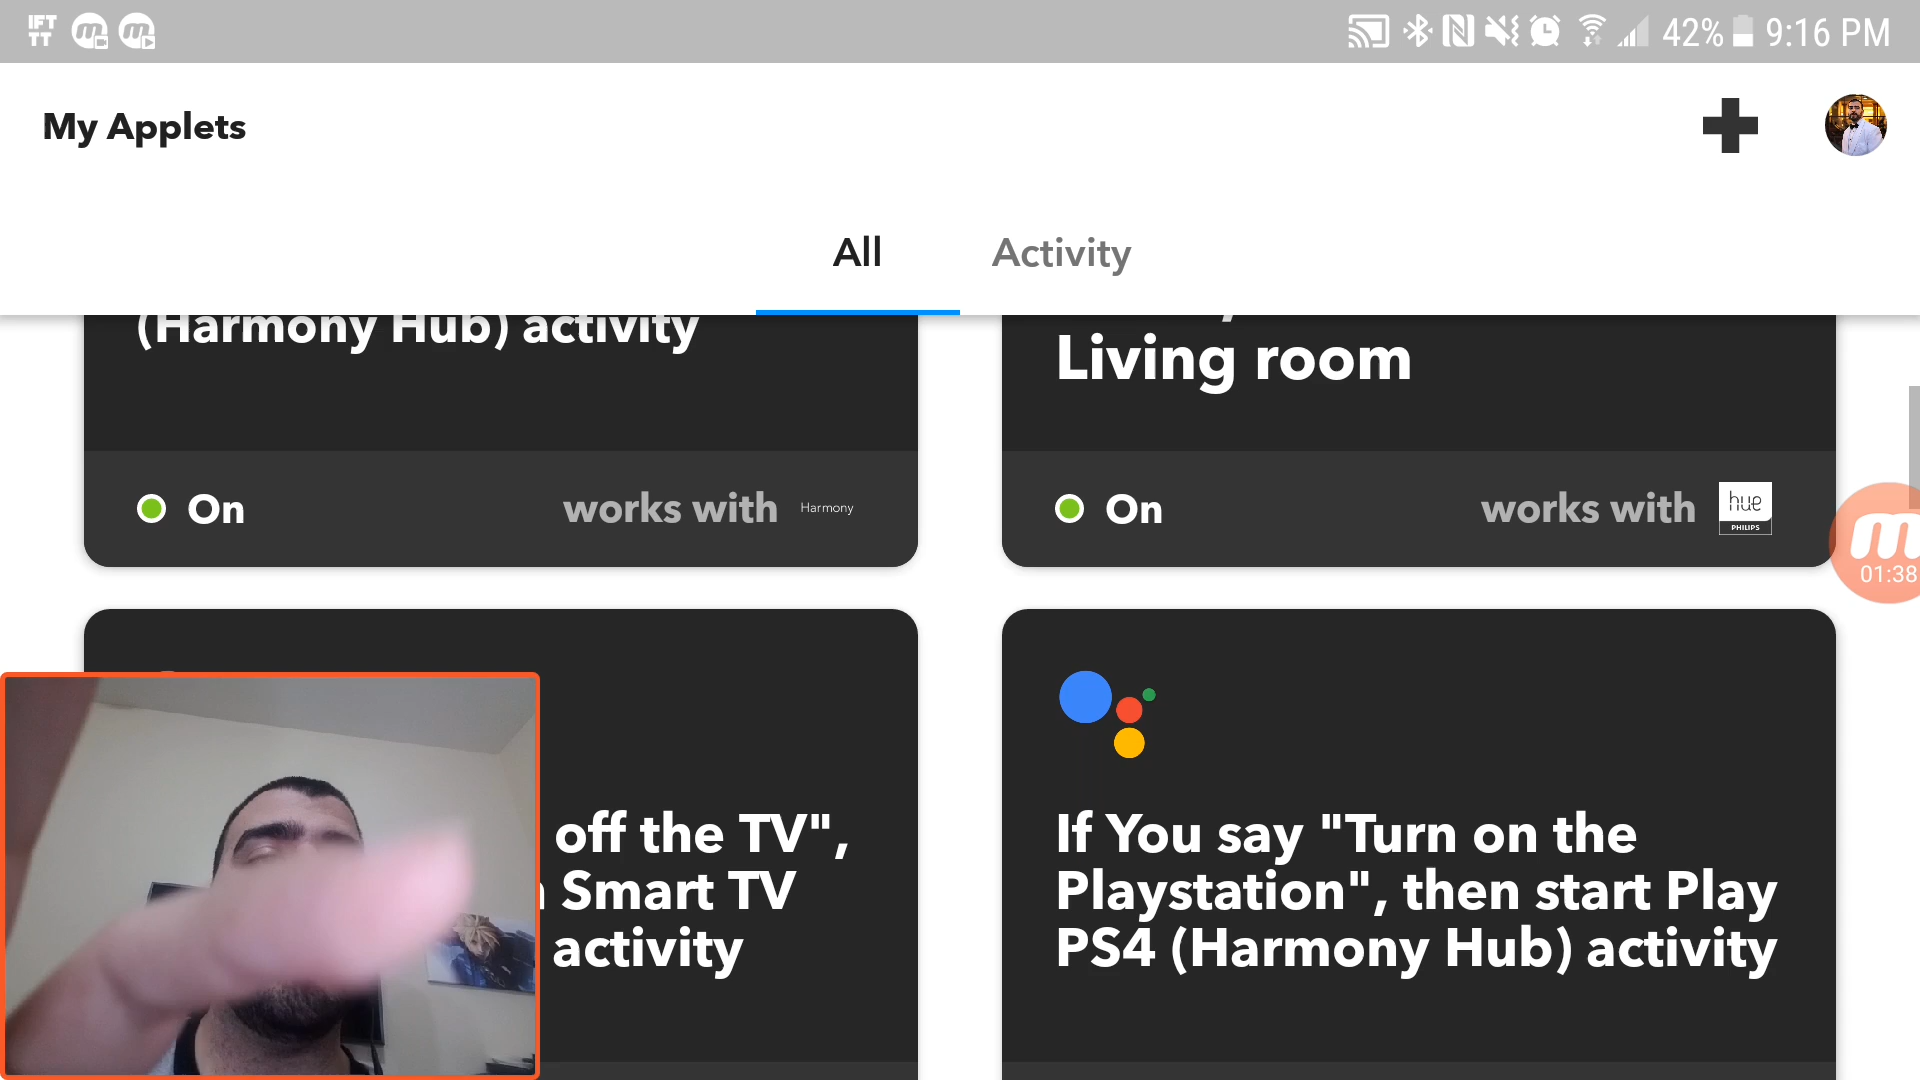 IF
TT
42% 9:16 PM
My Applets
All Activity
(Harmony Hub) activity
Living room
On works with Harmony
On works with hue
PHILIPS
01:38
off the TV",
Smart TV
activity
If You say "Turn on the
Playstation", then start Play
PS4 (Harmony Hub) activity